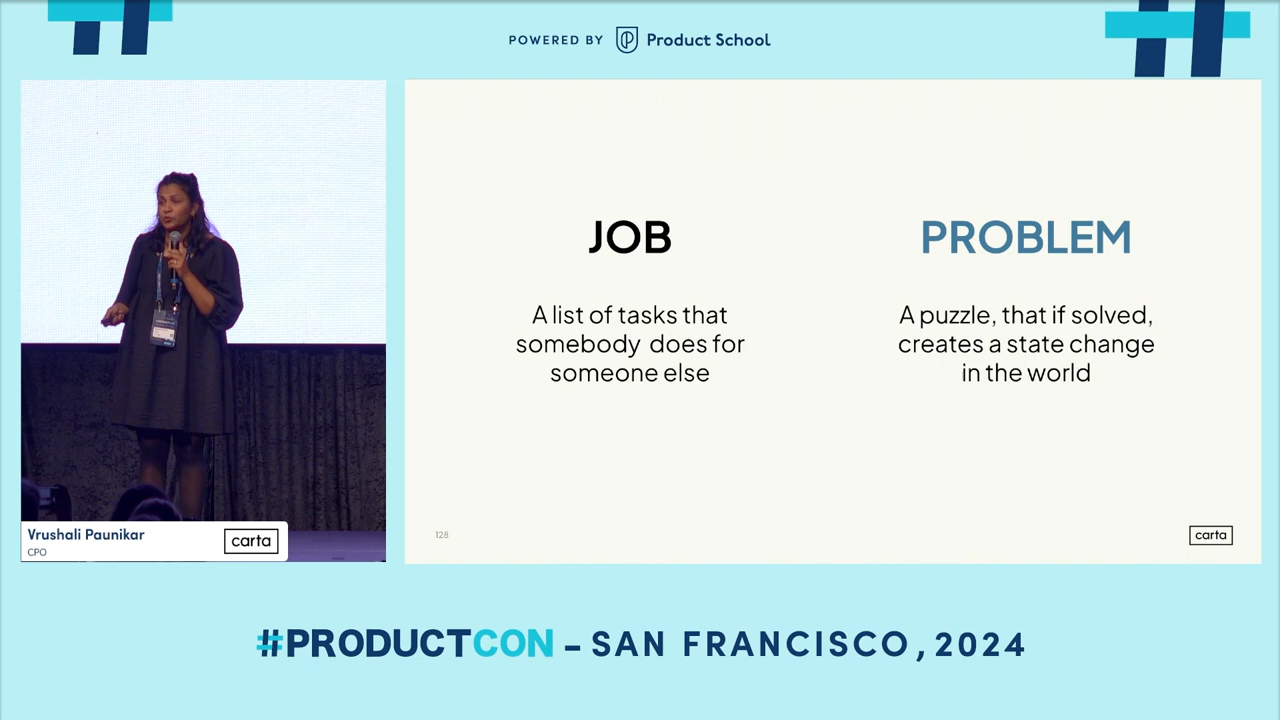 POWERED BY Product School
JOB
A list of tasks that
somebody does for
someone else
PROBLEM
A puzzle, that if solved,
creates a state change
in the world
128
carta
Vrushali Paunikar
CPO
carta
#PRODUCTCON – SAN FRANCISCO, 2024